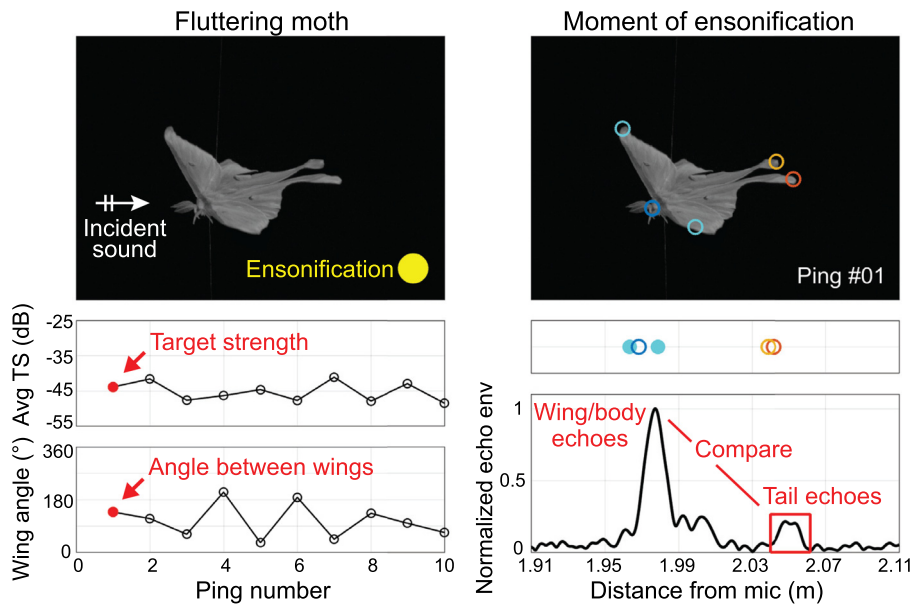 Fluttering moth
Incident
sound
Ensonification
Moment of ensonification
Ping #01
Avg TS (dB)
-25
-35
-45
-55
Target strength
Wing angle (°)
360
180
0
Angle between wings
0 2 4 6 8 10
Ping number
Normalized echo env
1
0.5
0
Wing/body
echoes
Compare
Tail echoes
1.91 1.95 1.99 2.03 2.07 2.11
Distance from mic (m)